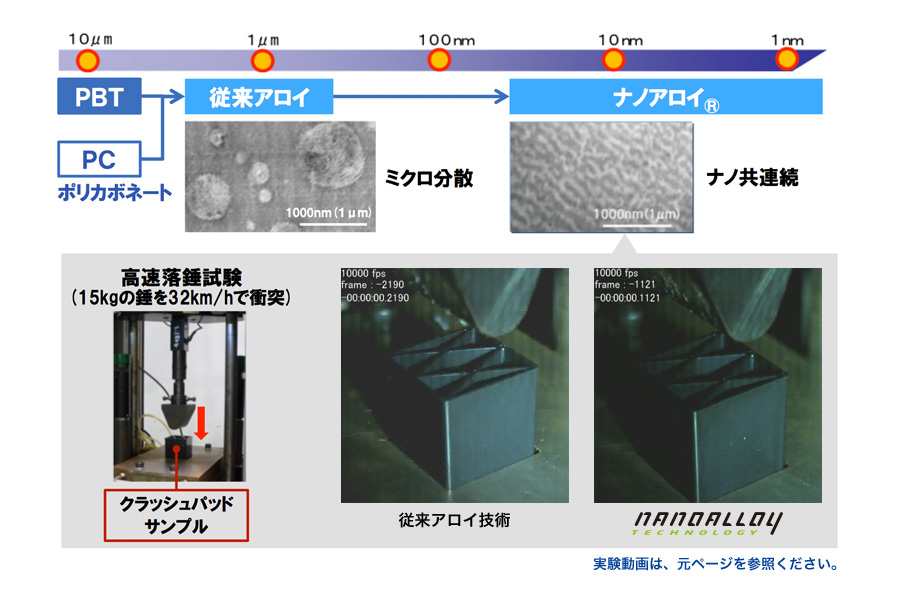 10μm 1μm 100nm 10nm 1nm
PBT 従来アロイ ナノアロイ®
PC
ポリカボネート
ミクロ分散 ナノ共連続
1000nm(1μm) 1000nm(1μm)
高速落錘試験
(15kgの錘を32km/hで衝突)
クラッシュパッド
サンプル
10000 fps
frame : -2190
-00:00:00.2190
従来アロイ技術
10000 fps
frame : -1121
-00:00:00.1121
NANOALLOY
TECHNOLOGY
実験動画は、元ページを参照ください。